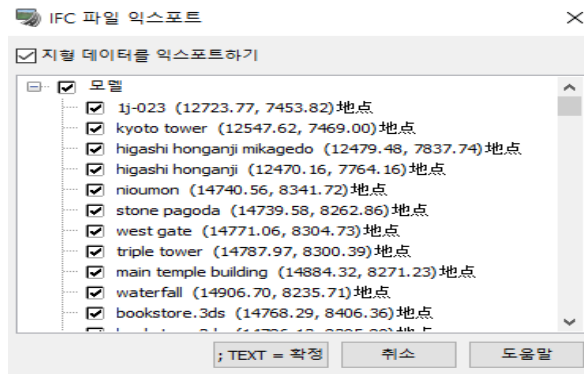 IFC 파일 익스포트
지형 데이터를 익스포트하기
모델
1j-023 (12723.77, 7453.82)地点
kyoto tower (12547.62, 7469.00)地点
higashi honganji mikagedo (12479.48, 7837.74)地点
higashi honganji (12470.16, 7764.16)地点
nioumon (14740.56, 8341.72)地点
stone pagoda (14739.58, 8262.86)地点
west gate (14771.06, 8304.73)地点
triple tower (14787.97, 8300.39)地点
main temple building (14884.32, 8271.23)地点
waterfall (14906.70, 8235.71)地点
bookstore.3ds (14768.29, 8406.36)地点
; TEXT = 확정 취소 도움말